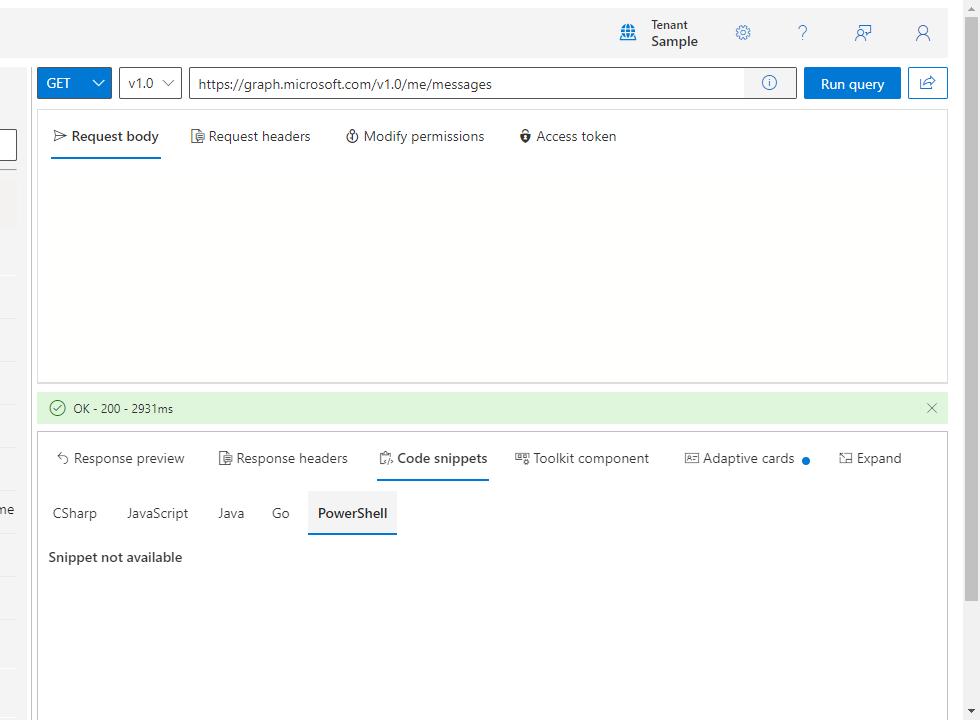 Tenant
Sample
GET v1.0 https://graph.microsoft.com/v1.0/me/messages Run query
Request body Request headers Modify permissions Access token
OK - 200 - 2931ms
Response preview Response headers Code snippets Toolkit component Adaptive cards Expand
me
CSharp JavaScript Java Go PowerShell
Snippet not available